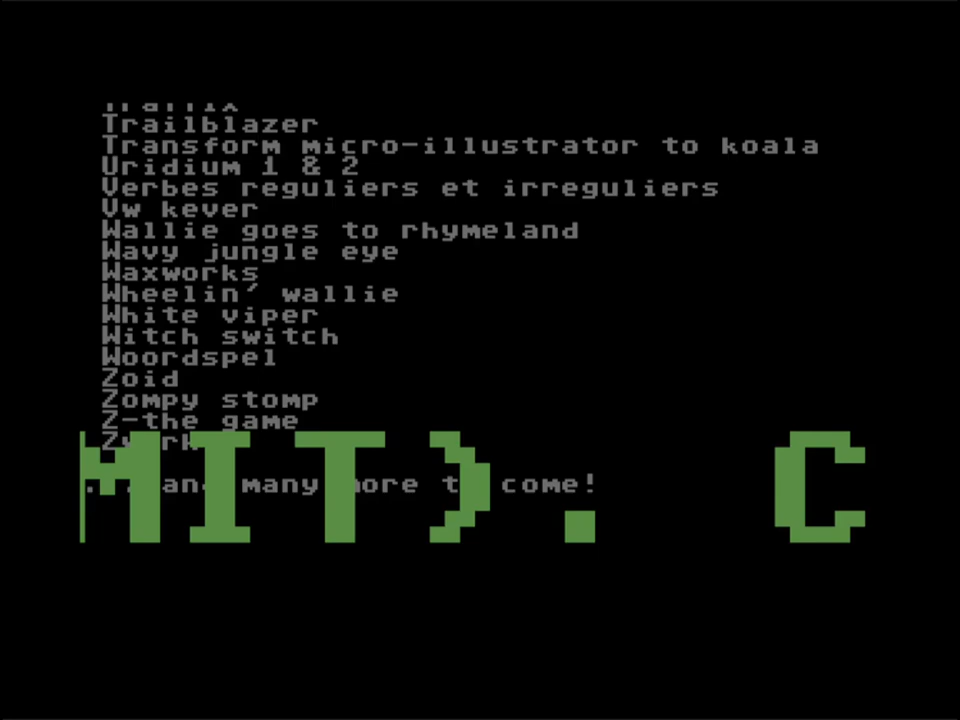 Trailblazer
Transform micro-illustrator to koala
Uridium 1 & 2
Verbes reguliers et irreguliers
Vw kever
Wallie goes to rhymeland
Wavy jungle eye
Waxworks
Wheelin' wallie
White viper
Witch switch
Woordspel
Zoid
Zompy stomp
Z-the game
MIT). C
many come!